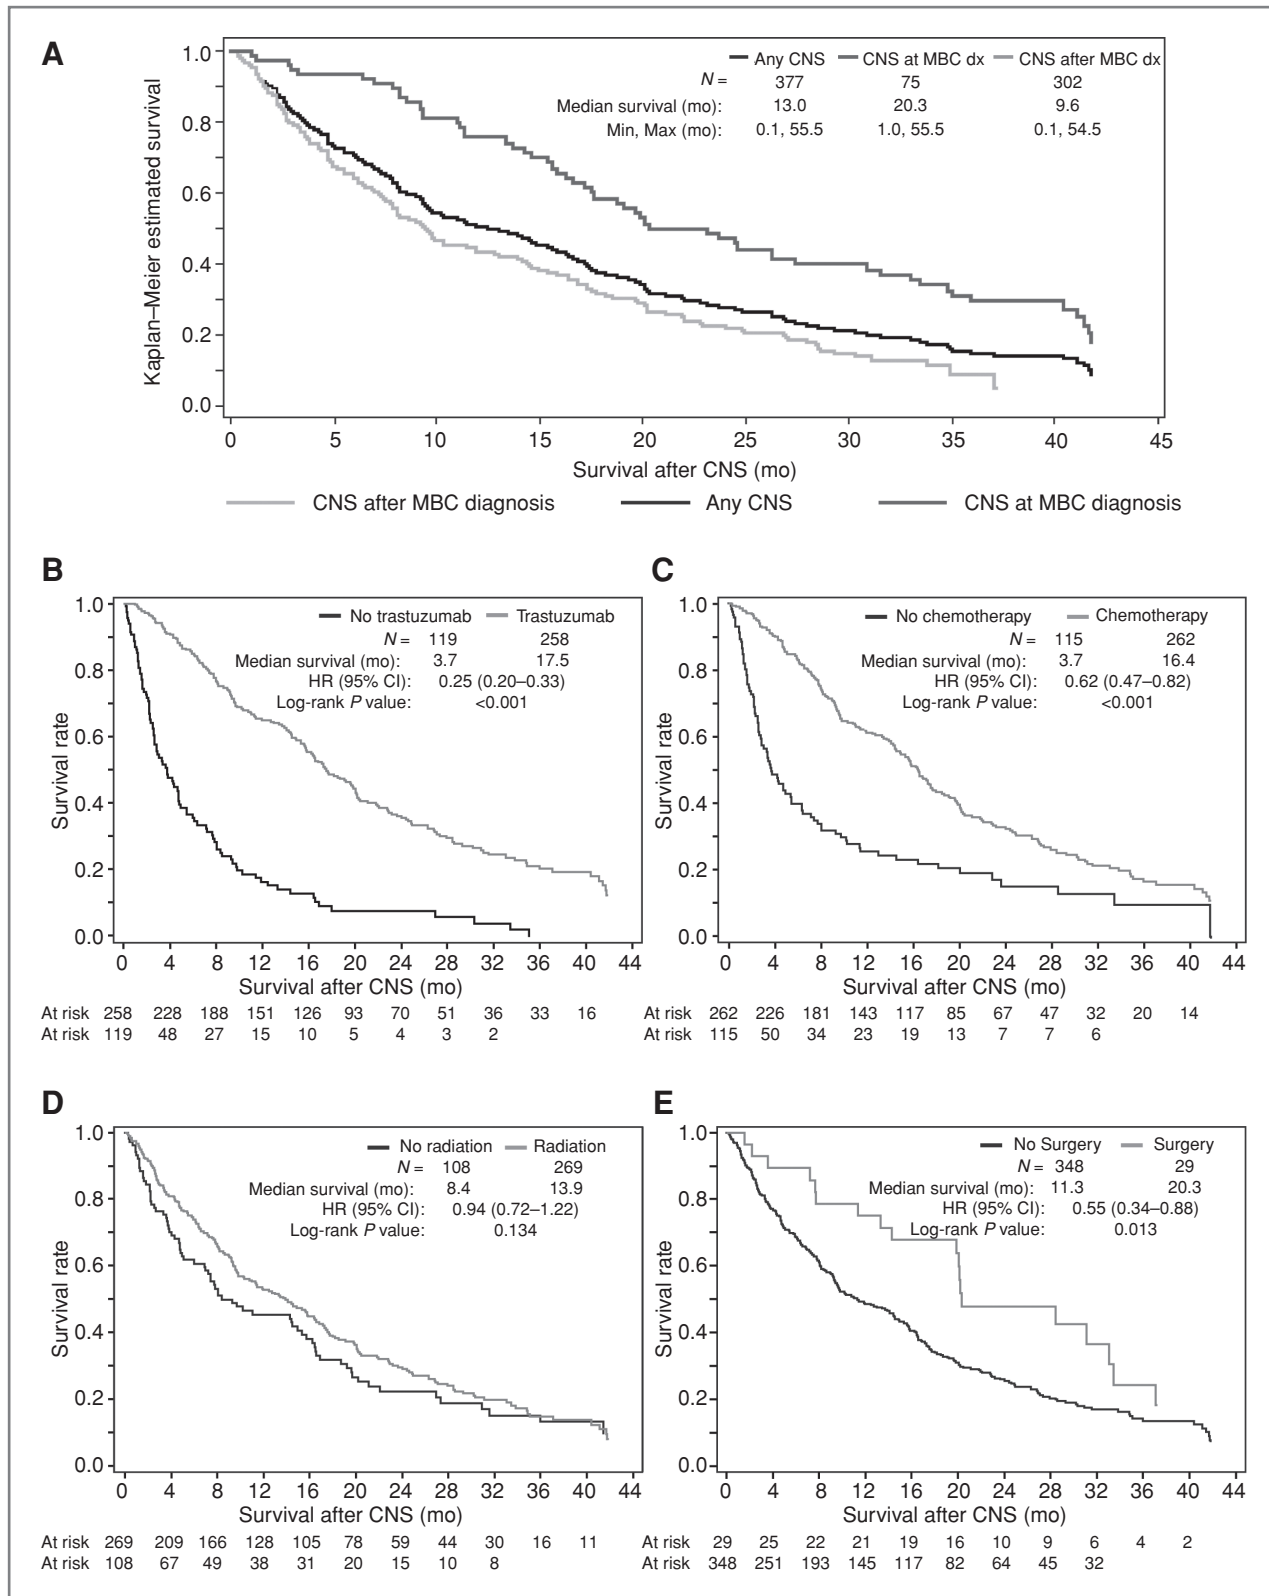 A
Kaplan–Meier estimated survival
1.0
0.8
0.6
0.4
0.2
0.0
Any CNS CNS at MBC dx CNS after MBC dx
N = 377 75 302
Median survival (mo): 13.0 20.3 9.6
Min, Max (mo): 0.1, 55.5 1.0, 55.5 0.1, 54.5
0 5 10 15 20 25 30 35 40 45
Survival after CNS (mo)
CNS after MBC diagnosis Any CNS CNS at MBC diagnosis
B
Survival rate
1.0
0.8
0.6
0.4
0.2
0.0
No trastuzumab Trastuzumab
N = 119 258
Median survival (mo): 3.7 17.5
HR (95% CI): 0.25 (0.20–0.33)
Log-rank P value: <0.001
0 4 8 12 16 20 24 28 32 36 40 44
Survival after CNS (mo)
At risk 258 228 188 151 126 93 70 51 36 33 16
At risk 119 48 27 15 10 5 4 3 2
C
Survival rate
1.0
0.8
0.6
0.4
0.2
0.0
No chemotherapy Chemotherapy
N = 115 262
Median survival (mo): 3.7 16.4
HR (95% CI): 0.62 (0.47–0.82)
Log-rank P value: <0.001
0 4 8 12 16 20 24 28 32 36 40 44
Survival after CNS (mo)
At risk 262 226 181 143 117 85 67 47 32 20 14
At risk 115 50 34 23 19 13 7 7 6
D
Survival rate
1.0
0.8
0.6
0.4
0.2
0.0
No radiation Radiation
N = 108 269
Median survival (mo): 8.4 13.9
HR (95% CI): 0.94 (0.72–1.22)
Log-rank P value: 0.134
0 4 8 12 16 20 24 28 32 36 40 44
Survival after CNS (mo)
At risk 269 209 166 128 105 78 59 44 30 16 11
At risk 108 67 49 38 31 20 15 10 8
E
Survival rate
1.0
0.8
0.6
0.4
0.2
0.0
No Surgery Surgery
N = 348 29
Median survival (mo): 11.3 20.3
HR (95% CI): 0.55 (0.34–0.88)
Log-rank P value: 0.013
0 4 8 12 16 20 24 28 32 36 40 44
Survival after CNS (mo)
At risk 29 25 22 21 19 16 10 9 6 4 2
At risk 348 251 193 145 117 82 64 45 32